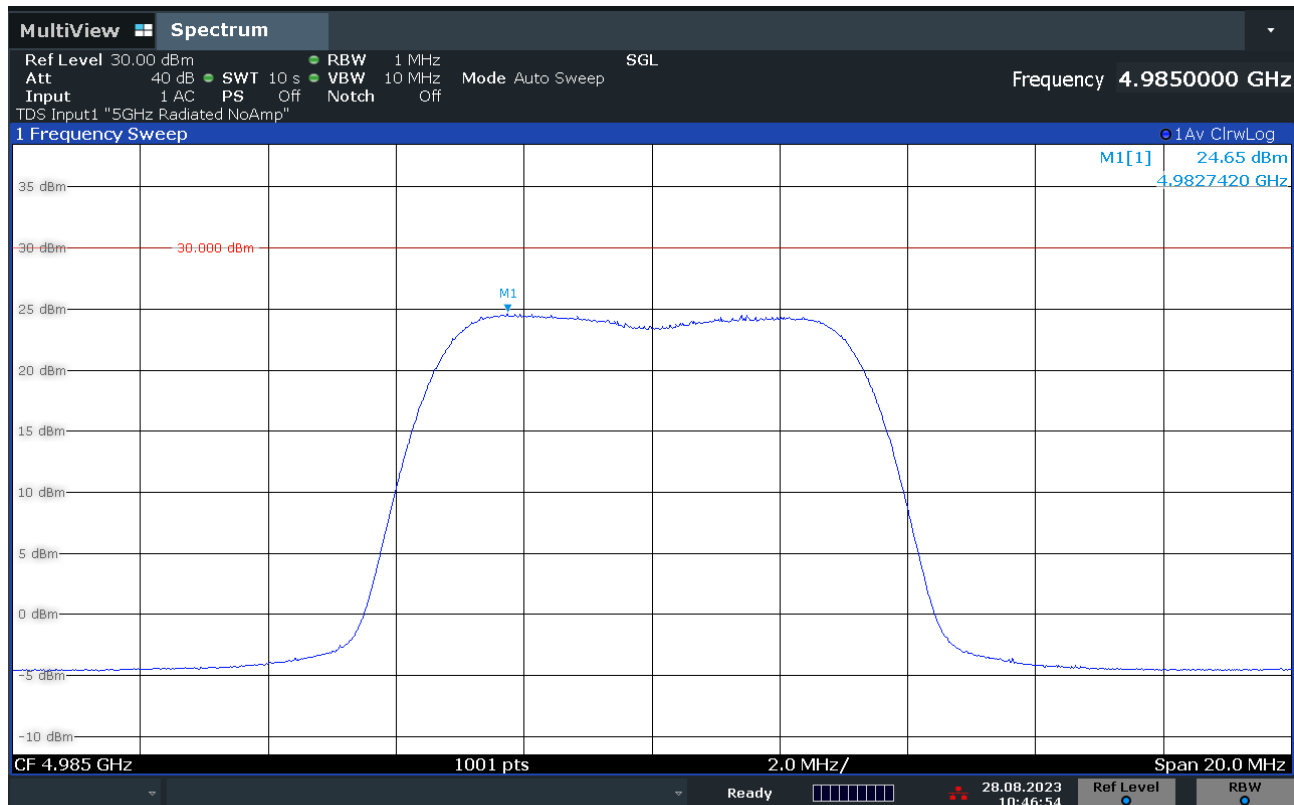 MultiView Spectrum
Ref Level 30.00 dBm RBW 1 MHz SGL
Att 40 dB SWT 10 s VBW 10 MHz Mode Auto Sweep Frequency 4.9850000 GHz
Input 1 AC PS Off Notch Off
TDS Input1 "5GHz Radiated NoAmp"
1 Frequency Sweep 1Av ClrwLog
M1[1] 24.65 dBm
4.9827420 GHz
35 dBm
30 dBm 30.000 dBm
M1
25 dBm
20 dBm
15 dBm
10 dBm
5 dBm
0 dBm
-5 dBm
-10 dBm
CF 4.985 GHz 1001 pts 2.0 MHz/ Span 20.0 MHz
Ready 28.08.2023 Ref Level RBW
10:46:54